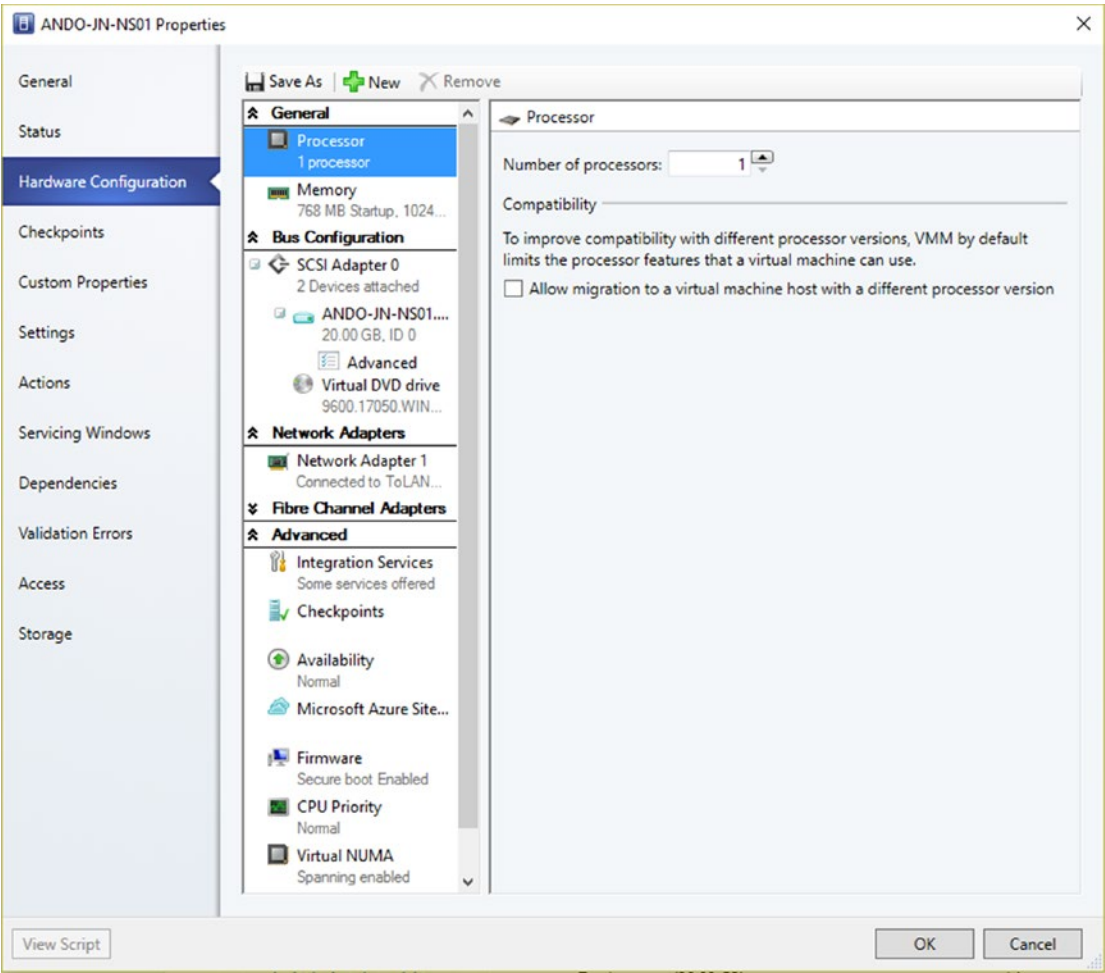 ANDO-JN-NS01 Properties
General
Status
Hardware Configuration
Checkpoints
Custom Properties
Settings
Actions
Servicing Windows
Dependencies
Validation Errors
Access
Storage
Save As New Remove
General
Processor
1 processor
Memory
768 MB Startup, 1024...
Bus Configuration
SCSI Adapter 0
2 Devices attached
ANDO-JN-NS01....
20.00 GB, ID 0
Advanced
Virtual DVD drive
9600.17050.WIN...
Network Adapters
Network Adapter 1
Connected to ToLAN...
Fibre Channel Adapters
Advanced
Integration Services
Some services offered
Checkpoints
Availability
Normal
Microsoft Azure Site...
Firmware
Secure boot Enabled
CPU Priority
Normal
Virtual NUMA
Spanning enabled
Processor
Number of processors: 1
Compatibility
To improve compatibility with different processor versions, VMM by default
limits the processor features that a virtual machine can use.
Allow migration to a virtual machine host with a different processor version
View Script
OK Cancel